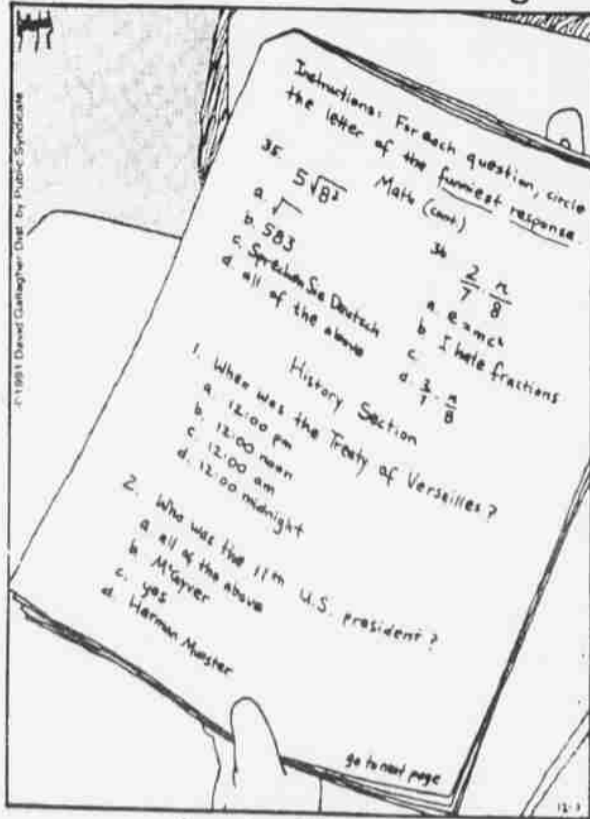 ©1991 David Gallagher Dist. by Public Syndicate
Instructions: For each question, circle
the letter of the funniest response.
Math (cont.)
35. 5√8²
a. √
b. 583
c. Sprechen Sie Deutsch
d. all of the above
36 2/7 · n/8
a. e=mc²
b I hate fractions
c.
d. 2/7 · n/8
History Section
1. When was the Treaty of Versailles?
a. 12:00 pm
b. 12:00 noon
c. 12:00 am
d. 12:00 midnight
2. Who was the 11th U.S. president?
a all of the above
b. McGyver
c. yes
d. Herman Munster
go to next page
12-3